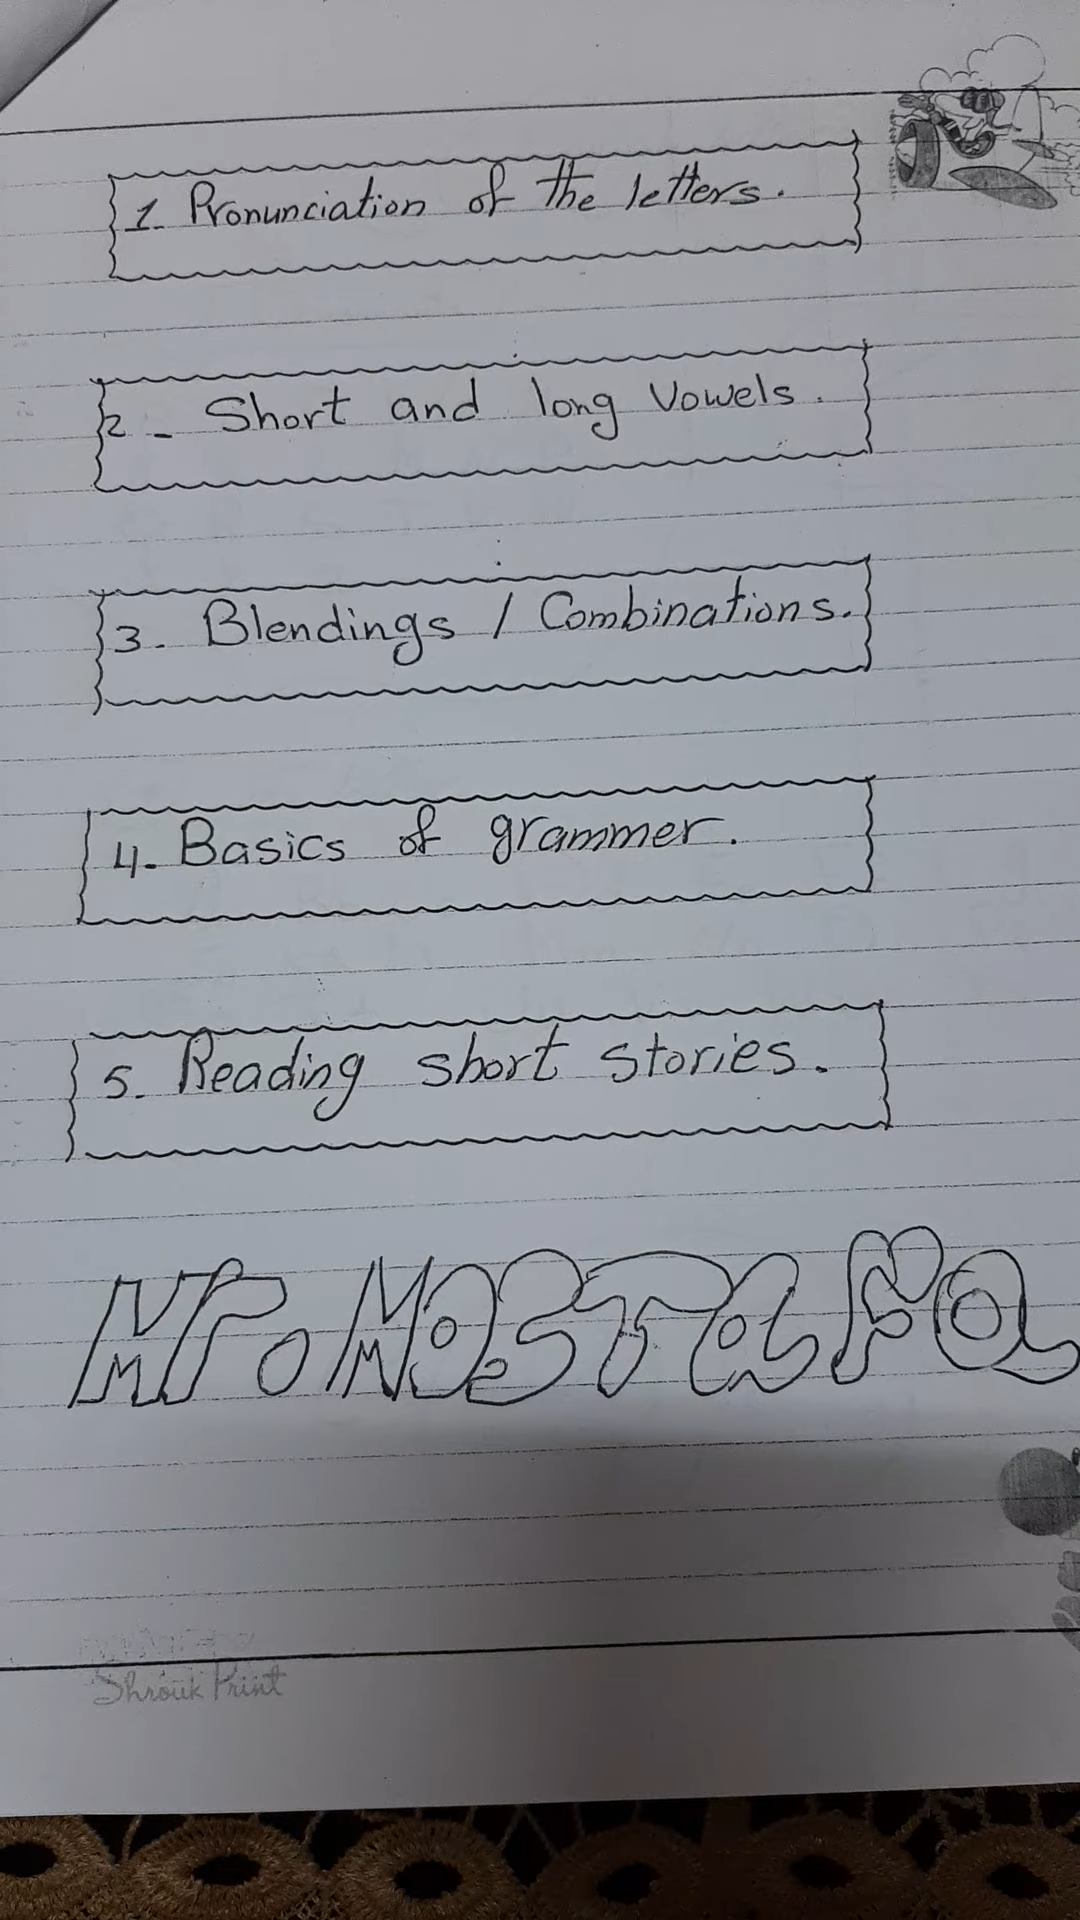 1. Pronunciation of the letters.
2 - Short and long Vowels.
3. Blendings / Combinations.
4. Basics of grammer.
5. Reading short stories.
Mr. MOSTaFa
Shrouk Print